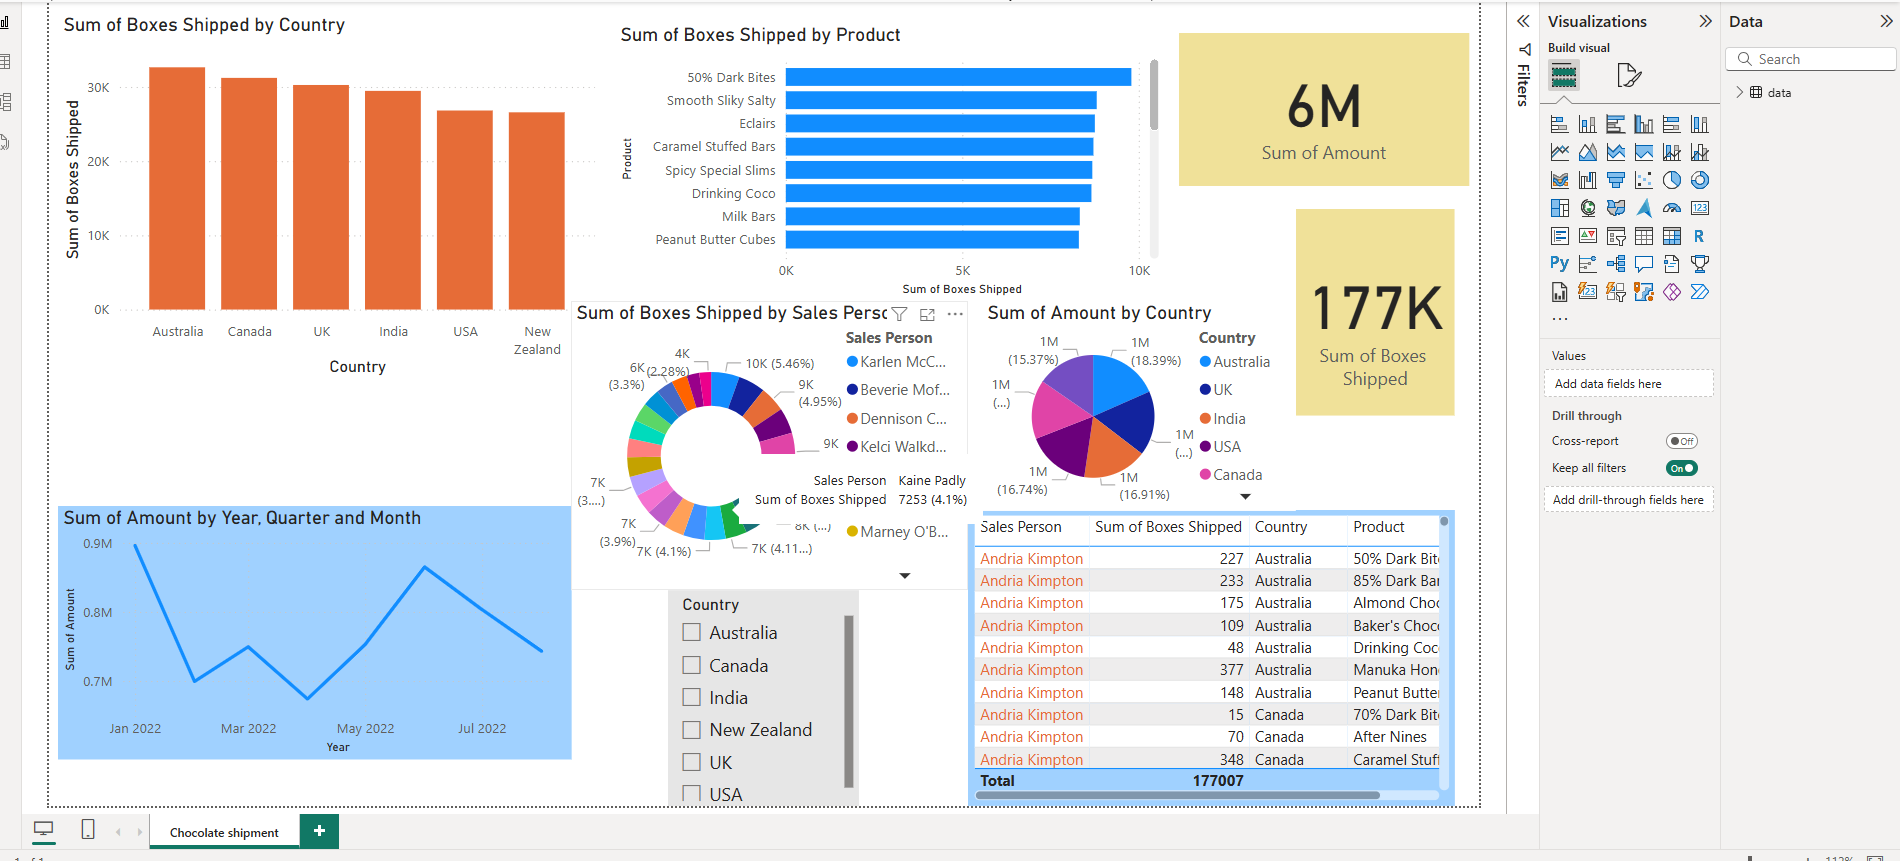 Sum of Boxes Shipped by Country
Sum of Boxes Shipped
30K
20K
10K
0K
Australia
Canada
UK
India
USA
New
Zealand
Country
Sum of Boxes Shipped by Product
Product
50% Dark Bites
Smooth Sliky Salty
Eclairs
Caramel Stuffed Bars
Spicy Special Slims
Drinking Coco
Milk Bars
Peanut Butter Cubes
0K
5K
10K
Sum of Boxes Shipped
6M
Sum of Amount
177K
Sum of Boxes
Shipped
Sum of Boxes Shipped by Sales Persc
4K
(2.28%)
6K
(3.3%)
10K (5.46%)
9K
(4.95%)
9K
8K (...)
7K (4.11...)
7K (4.1%)
7K
(3.9%)
7K
(3....)
Sales Person
Karlen McC...
Beverie Mof...
Dennison C...
Kelci Walkd...
Marney O'B...
Sales Person Kaine Padly
Sum of Boxes Shipped 7253 (4.1%)
Sum of Amount by Country
1M
(15.37%)
1M
(18.39%)
1M
(...)
1M
(...)
1M
(16.74%)
1M
(16.91%)
Country
Australia
UK
India
USA
Canada
Sum of Amount by Year, Quarter and Month
Sum of Amount
0.9M
0.8M
0.7M
Jan 2022
Mar 2022
May 2022
Jul 2022
Year
Country
Australia
Canada
India
New Zealand
UK
USA
Sales Person Sum of Boxes Shipped Country Product
Andria Kimpton 227 Australia 50% Dark Bit
Andria Kimpton 233 Australia 85% Dark Bar
Andria Kimpton 175 Australia Almond Choc
Andria Kimpton 109 Australia Baker's Choc
Andria Kimpton 48 Australia Drinking Coc
Andria Kimpton 377 Australia Manuka Hon
Andria Kimpton 148 Australia Peanut Butte
Andria Kimpton 15 Canada 70% Dark Bit
Andria Kimpton 70 Canada After Nines
Andria Kimpton 348 Canada Caramel Stuff
Total 177007
Chocolate shipment
+
Filters
Visualizations
Build visual
123
R
Py
123
...
Values
Add data fields here
Drill through
Cross-report
Off
Keep all filters
On
Add drill-through fields here
Data
Search
data